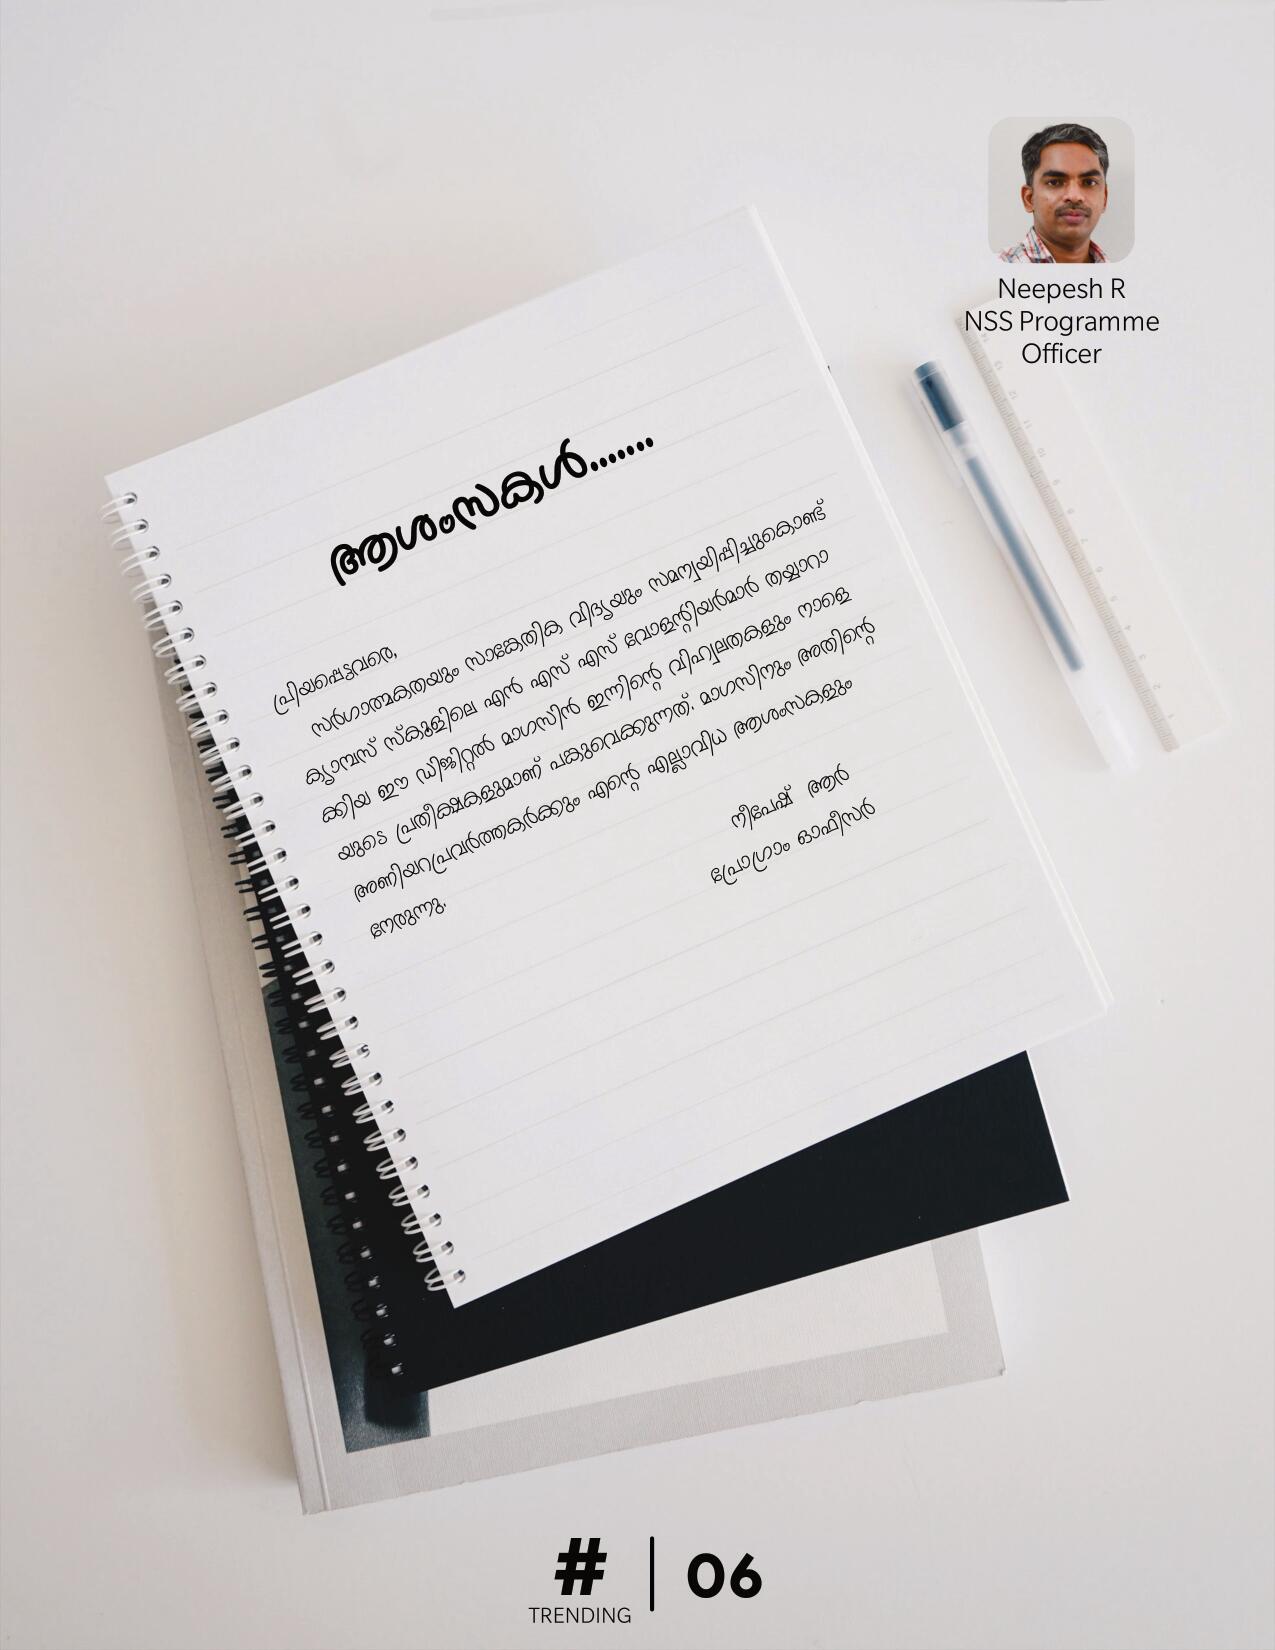 Neepesh R
NSS Programme
Officer
ആശംസകൾ.......
പ്രിയപ്പെട്ടവരെ,
സർഗാത്മകതയും സാങ്കേതിക വിദ്യയും സമന്വയിപ്പിച്ചുകൊണ്ട്
ക്യാമ്പസ് സ്കൂളിലെ എൻ എസ് എസ് വോളന്റിയർമാർ തയ്യാറാ
ക്കിയ ഈ ഡിജിറ്റൽ മാഗസിൻ ഇന്നിന്റെ വിഹ്വലതകളും നാളെ
യുടെ പ്രതീക്ഷകളുമാണ് പങ്കുവെക്കുന്നത്. മാഗസിനും അതിന്റെ
അണിയറപ്രവർത്തകർക്കും എന്റെ എല്ലാവിധ ആശംസകളും
നേരുന്നു.
നീപേഷ് ആർ
പ്രോഗ്രാം ഓഫീസർ
#
TRENDING
06